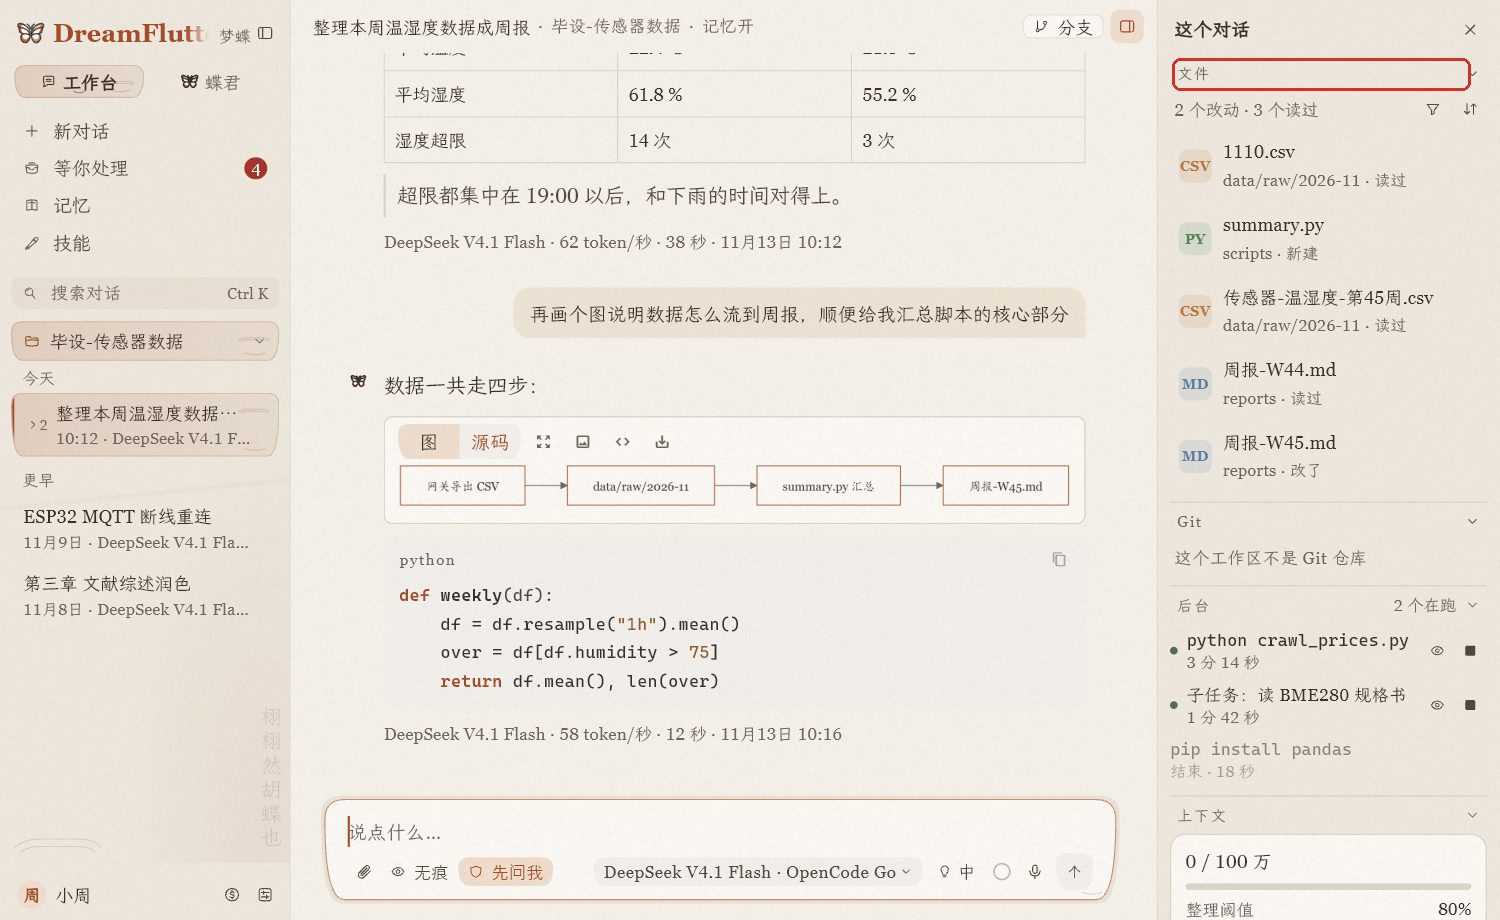 DreamFlutt 梦蝶
工作台
蝶君
新对话
等你处理 4
记忆
技能
搜索对话 Ctrl K
毕设-传感器数据
今天
2 整理本周温湿度数据…
10:12 · DeepSeek V4.1 F...
更早
ESP32 MQTT 断线重连
11月9日 · DeepSeek V4.1 Fla...
第三章 文献综述润色
11月8日 · DeepSeek V4.1 Fla...
栩栩然胡蝶也
周 小周
整理本周温湿度数据成周报 · 毕设-传感器数据 · 记忆开
分支
平均湿度 61.8 % 55.2 %
湿度超限 14 次 3 次
超限都集中在 19:00 以后，和下雨的时间对得上。
DeepSeek V4.1 Flash · 62 token/秒 · 38 秒 · 11月13日 10:12
再画个图说明数据怎么流到周报，顺便给我汇总脚本的核心部分
数据一共走四步：
图 源码
网关导出 CSV data/raw/2026-11 summary.py 汇总 周报-W45.md
python
def weekly(df):
df = df.resample("1h").mean()
over = df[df.humidity > 75]
return df.mean(), len(over)
DeepSeek V4.1 Flash · 58 token/秒 · 12 秒 · 11月13日 10:16
说点什么...
无痕 先问我 DeepSeek V4.1 Flash · OpenCode Go 中
这个对话
文件
2 个改动 · 3 个读过
CSV 1110.csv
data/raw/2026-11 · 读过
PY summary.py
scripts · 新建
CSV 传感器-温湿度-第45周.csv
data/raw/2026-11 · 读过
MD 周报-W44.md
reports · 读过
MD 周报-W45.md
reports · 改了
Git
这个工作区不是 Git 仓库
后台 2 个在跑
python crawl_prices.py
3 分 14 秒
子任务：读 BME280 规格书
1 分 42 秒
pip install pandas
结束 · 18 秒
上下文
0 / 100 万
整理阈值 80%